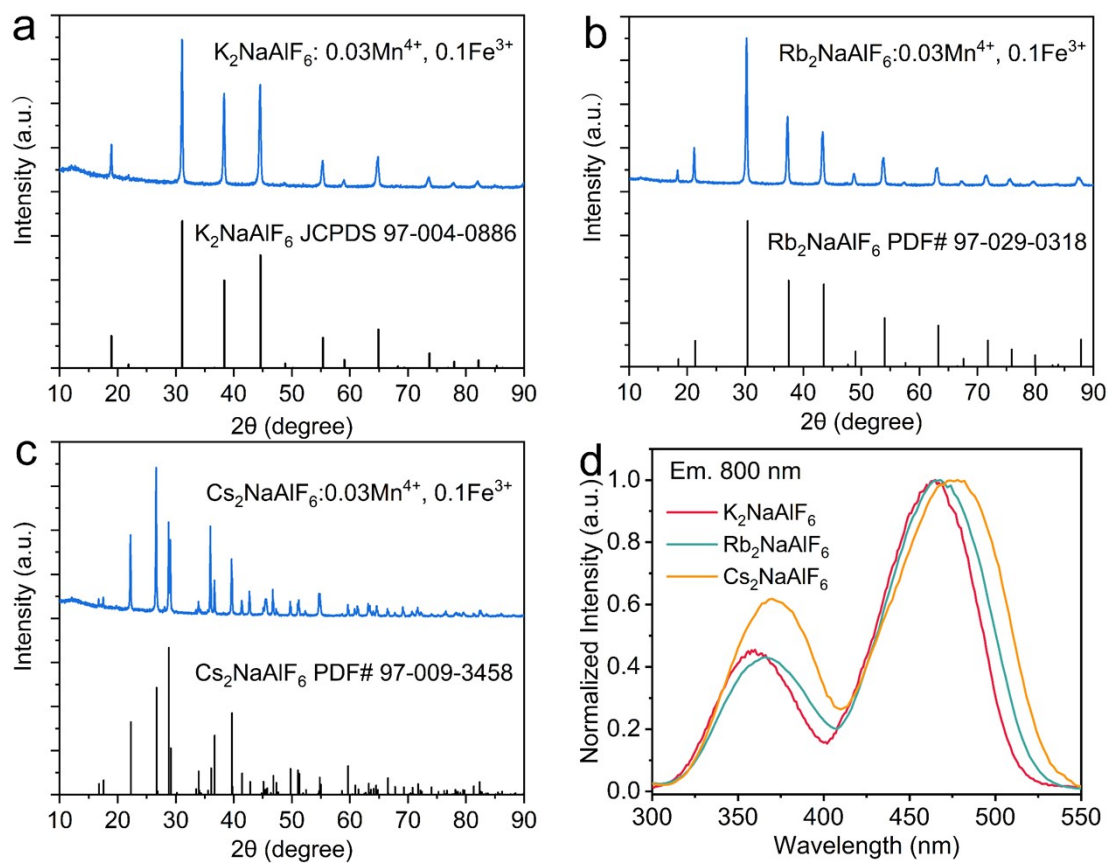 a
K₂NaAlF₆: 0.03Mn⁴⁺, 0.1Fe³⁺
K₂NaAlF₆ JCPDS 97-004-0886
Intensity (a.u.)
10 20 30 40 50 60 70 80 90
2θ (degree)
b
Rb₂NaAlF₆:0.03Mn⁴⁺, 0.1Fe³⁺
Rb₂NaAlF₆ PDF# 97-029-0318
Intensity (a.u.)
10 20 30 40 50 60 70 80 90
2θ (degree)
c
Cs₂NaAlF₆:0.03Mn⁴⁺, 0.1Fe³⁺
Cs₂NaAlF₆ PDF# 97-009-3458
Intensity (a.u.)
10 20 30 40 50 60 70 80 90
2θ (degree)
d
Em. 800 nm
K₂NaAlF₆
Rb₂NaAlF₆
Cs₂NaAlF₆
Normalized Intensity (a.u.)
1.0
0.8
0.6
0.4
0.2
0.0
300 350 400 450 500 550
Wavelength (nm)